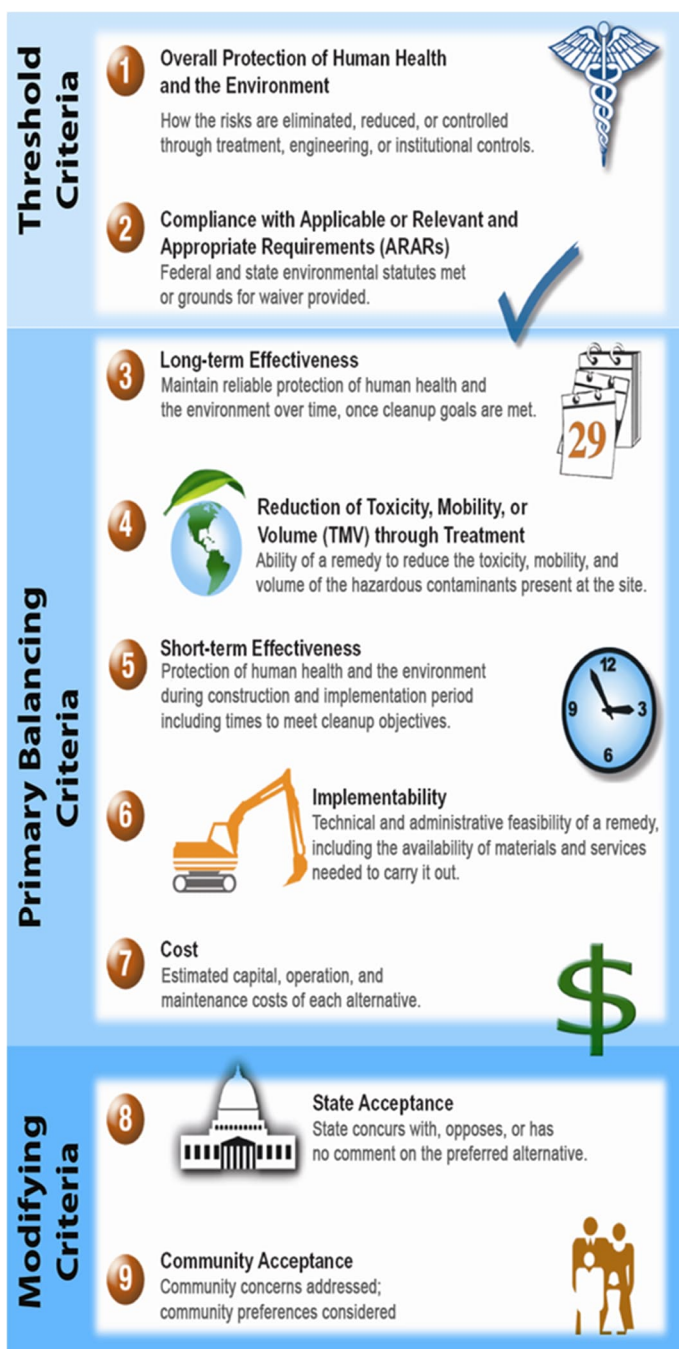 Threshold
Criteria
1
Overall Protection of Human Health
and the Environment
How the risks are eliminated, reduced, or controlled
through treatment, engineering, or institutional controls.
2
Compliance with Applicable or Relevant and
Appropriate Requirements (ARARs)
Federal and state environmental statutes met
or grounds for waiver provided.
Primary Balancing
Criteria
3
Long-term Effectiveness
Maintain reliable protection of human health and
the environment over time, once cleanup goals are met.
29
4
Reduction of Toxicity, Mobility, or
Volume (TMV) through Treatment
Ability of a remedy to reduce the toxicity, mobility, and
volume of the hazardous contaminants present at the site.
5
Short-term Effectiveness
Protection of human health and the environment
during construction and implementation period
including times to meet cleanup objectives.
12
9 3
6
6
Implementability
Technical and administrative feasibility of a remedy,
including the availability of materials and services
needed to carry it out.
7
Cost
Estimated capital, operation, and
maintenance costs of each alternative.
$
Modifying
Criteria
8
State Acceptance
State concurs with, opposes, or has
no comment on the preferred alternative.
9
Community Acceptance
Community concerns addressed;
community preferences considered